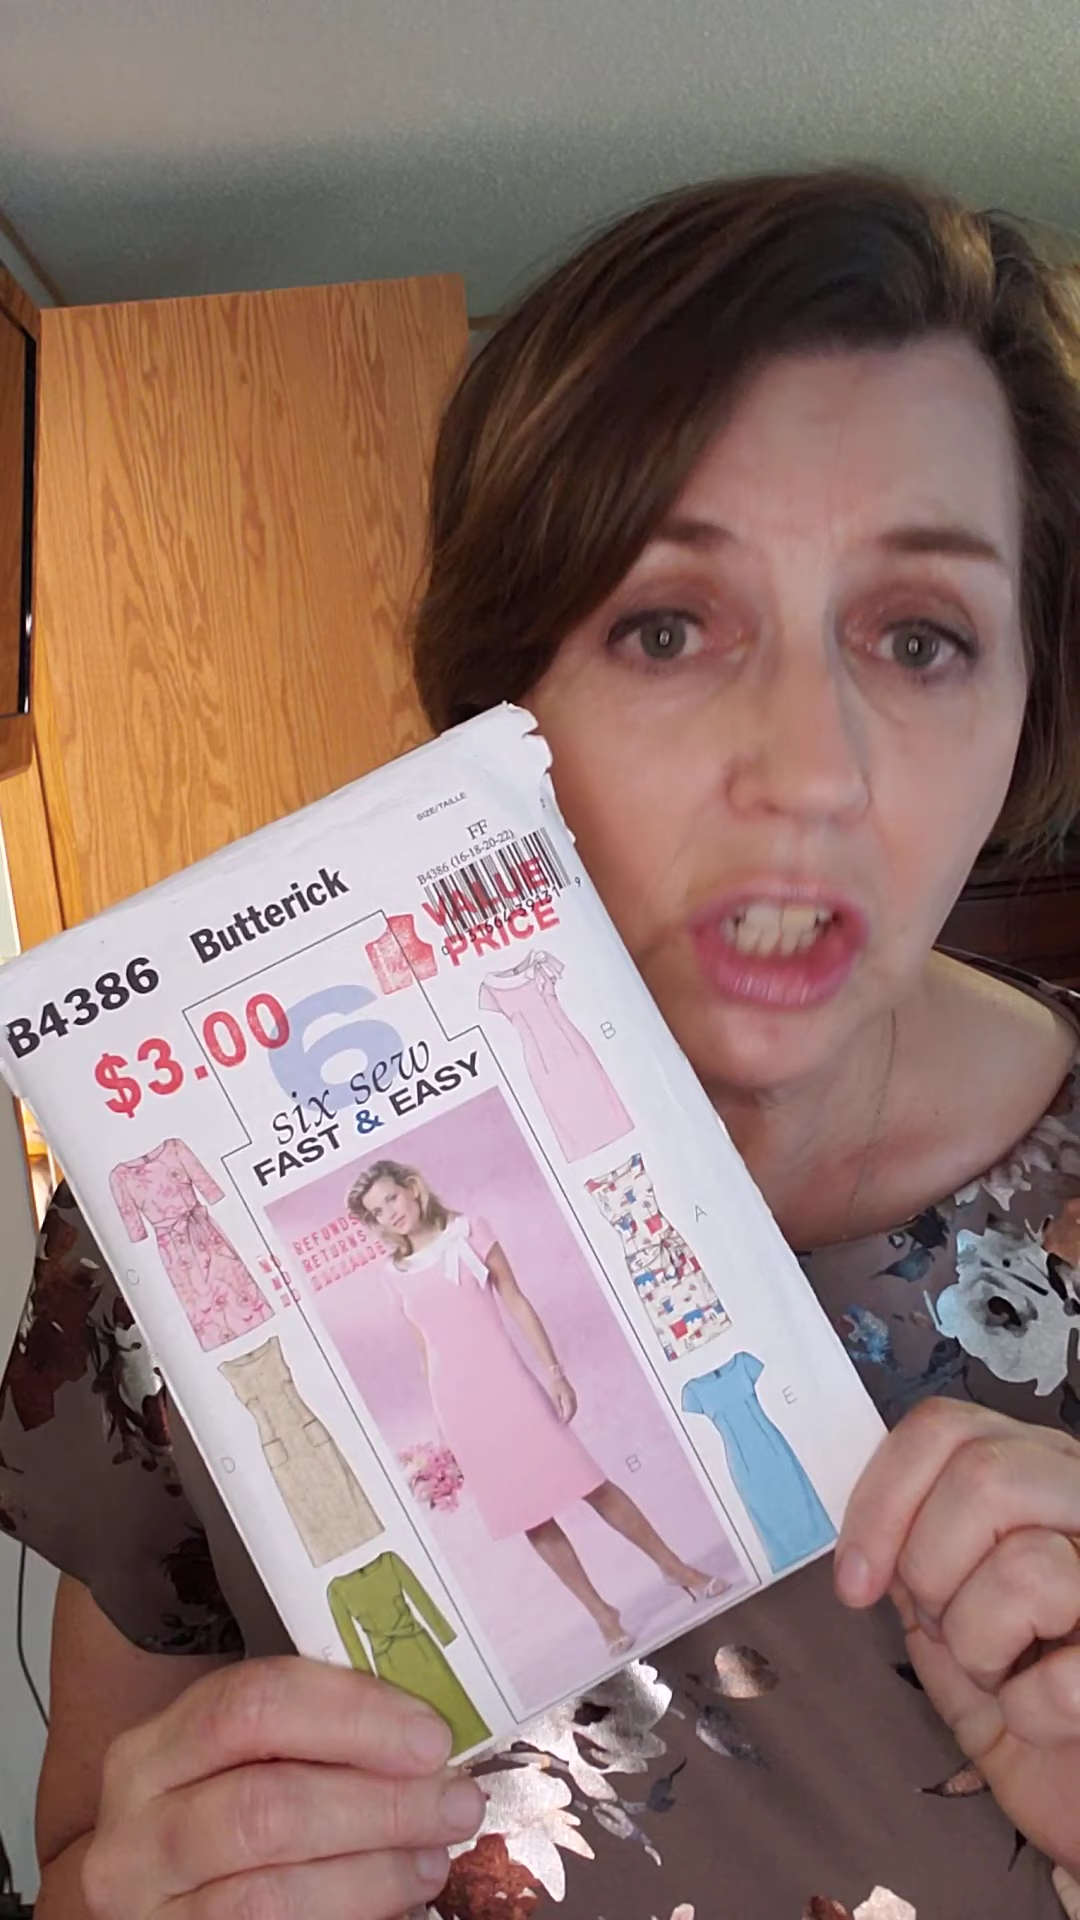 SIZE/TAILLE
FF
B4386 (16-18-20-22)
VALUE
PRICE
B4386 Butterick
$3.00
6
six sew
FAST & EASY
B
A
C
NO REFUNDS
NO RETURNS
NO
D
E
B